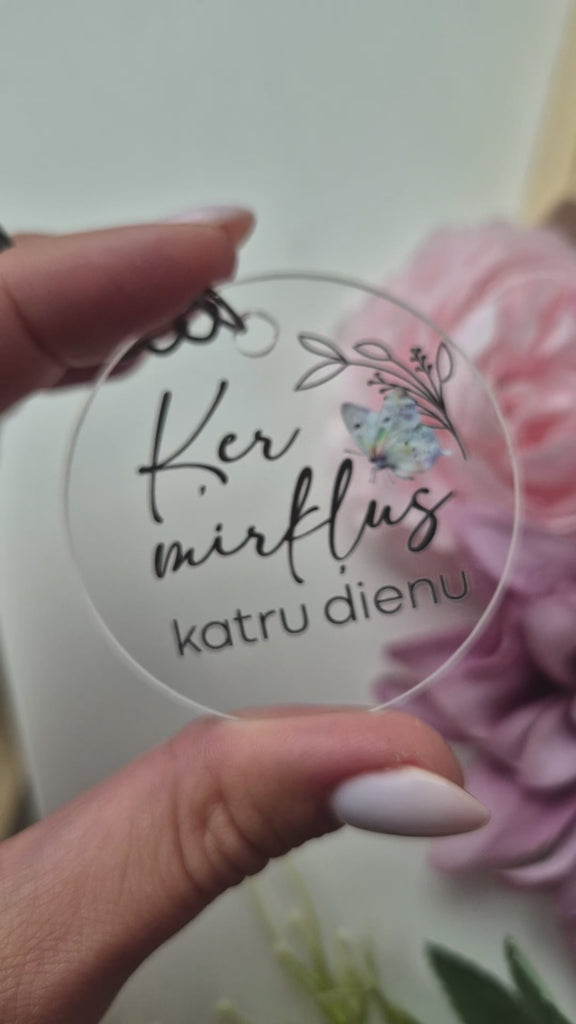 Ķer
mirkļus
katru dienu